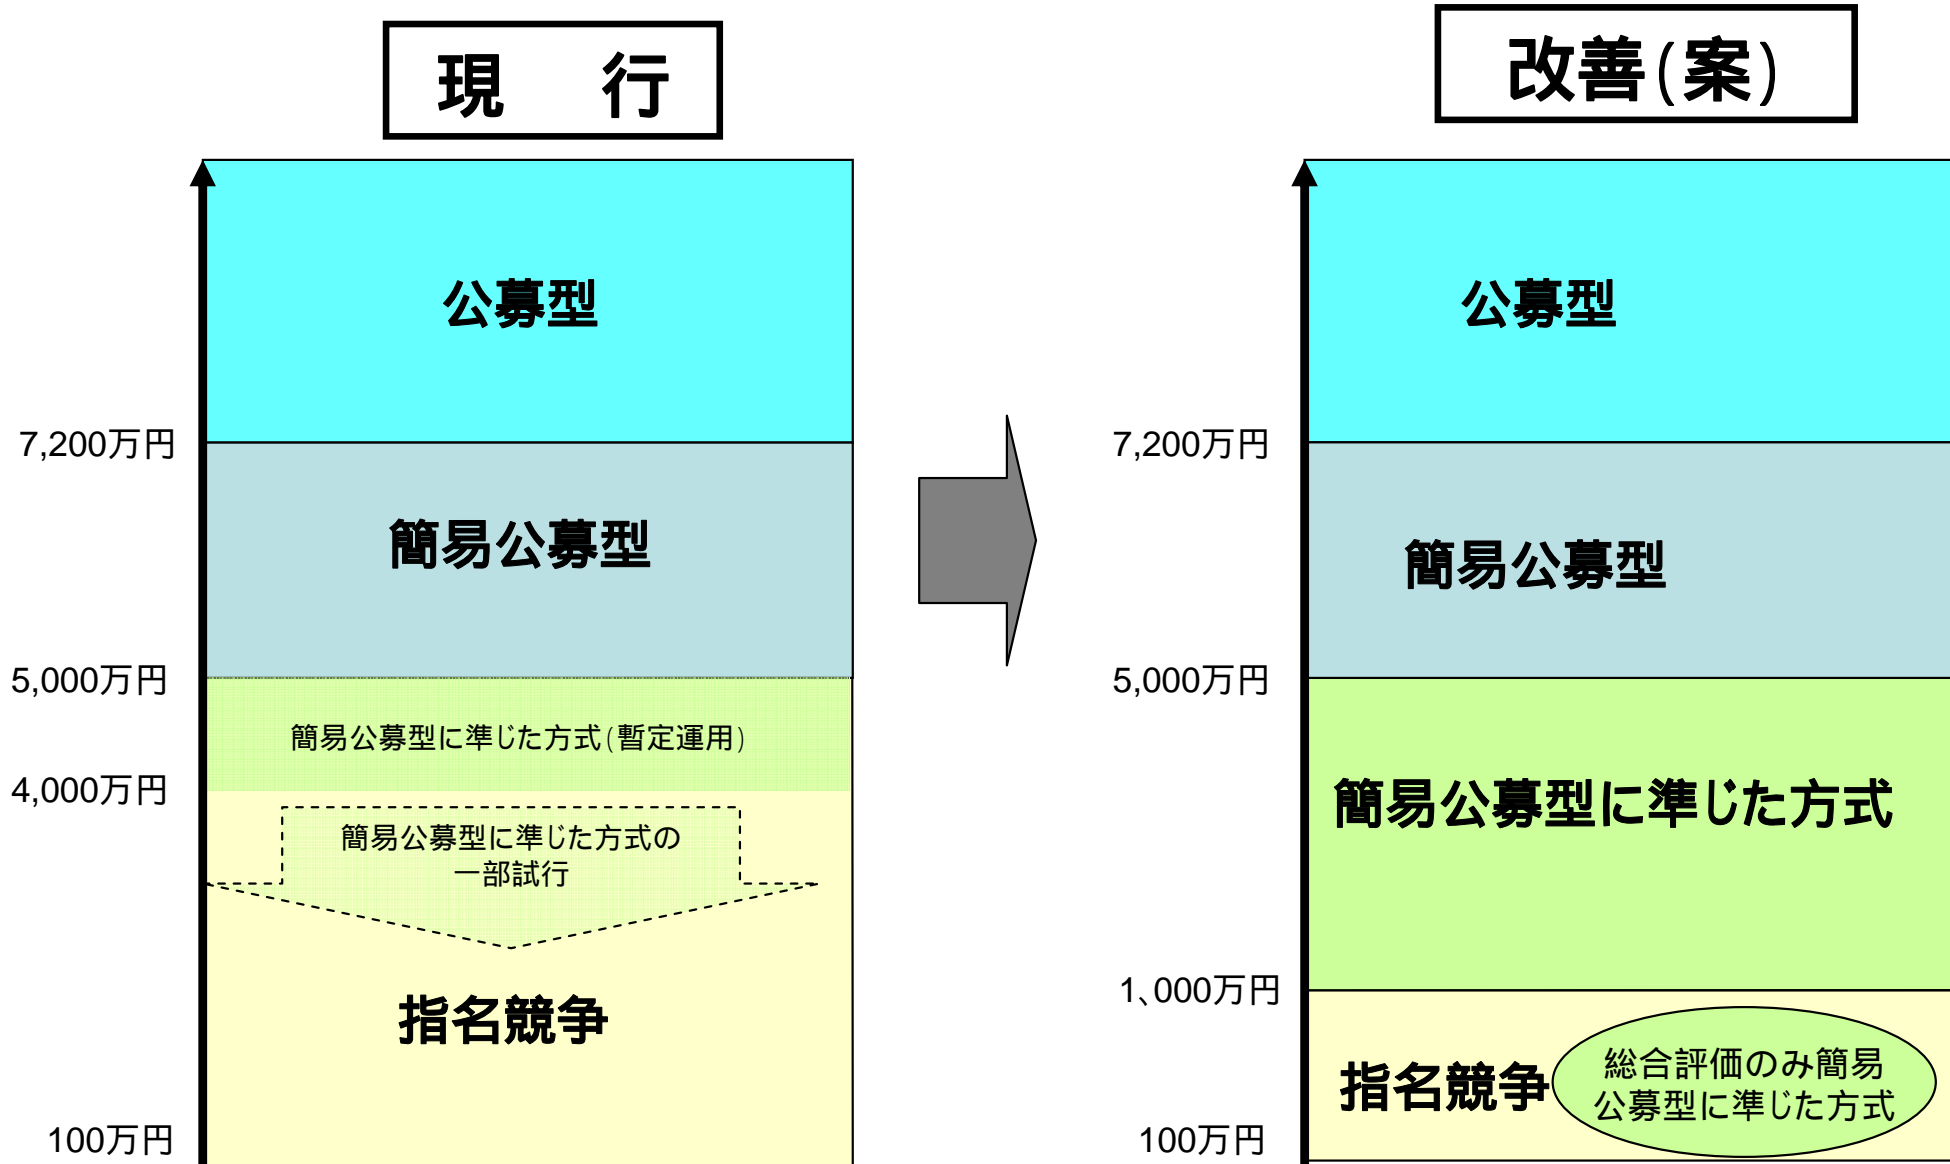 現　行
公募型
7,200万円
簡易公募型
5,000万円
簡易公募型に準じた方式(暫定運用)
4,000万円
簡易公募型に準じた方式の
一部試行
指名競争
100万円
改善(案)
公募型
7,200万円
簡易公募型
5,000万円
簡易公募型に準じた方式
1、000万円
指名競争
総合評価のみ簡易
公募型に準じた方式
100万円